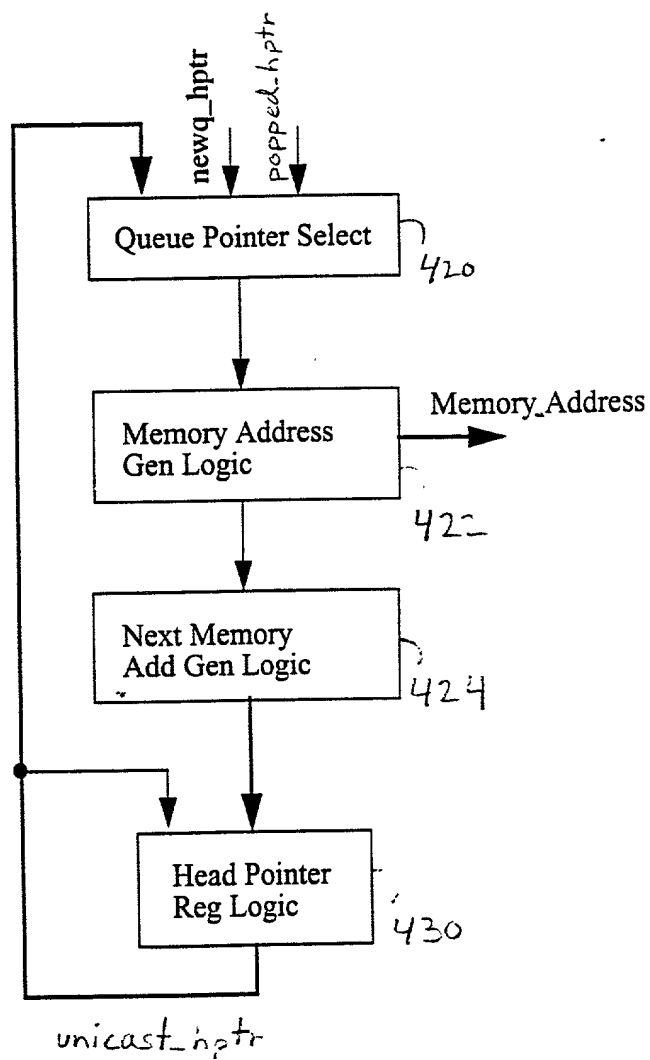 newq_hptr
popped_hptr
Queue Pointer Select
420
Memory Address
Gen Logic
Memory_Address
422
Next Memory
Add Gen Logic
424
Head Pointer
Reg Logic
430
unicast_hptr